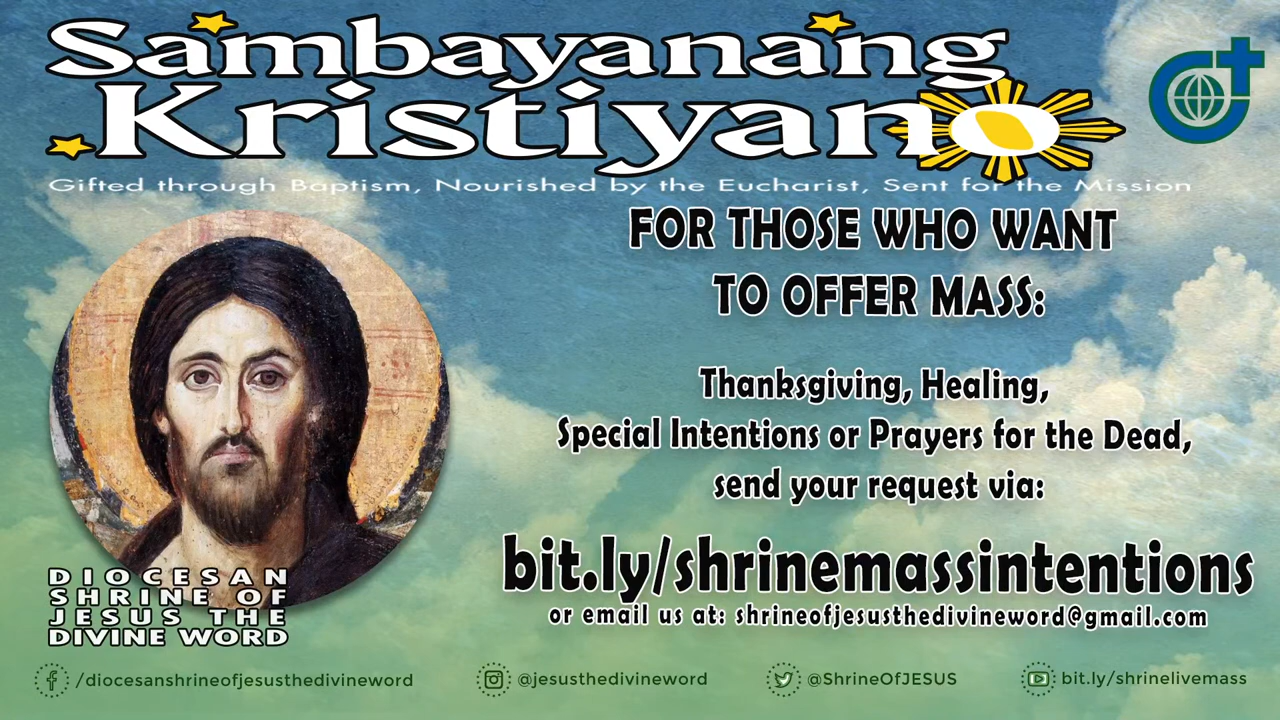 Sambayanang
Kristiyano
Gifted through Baptism, Nourished by the Eucharist, Sent for the Mission
FOR THOSE WHO WANT
TO OFFER MASS:
Thanksgiving, Healing,
Special Intentions or Prayers for the Dead,
send your request via:
bit.ly/shrinemassintentions
or email us at: shrineofjesusthedivineword@gmail.com
DIOCESAN
SHRINE OF
JESUS THE
DIVINE WORD
/diocesanshrineofjesusthedivineword
@jesusthedivineword
@ShrineOfJESUS
bit.ly/shrinelivemass